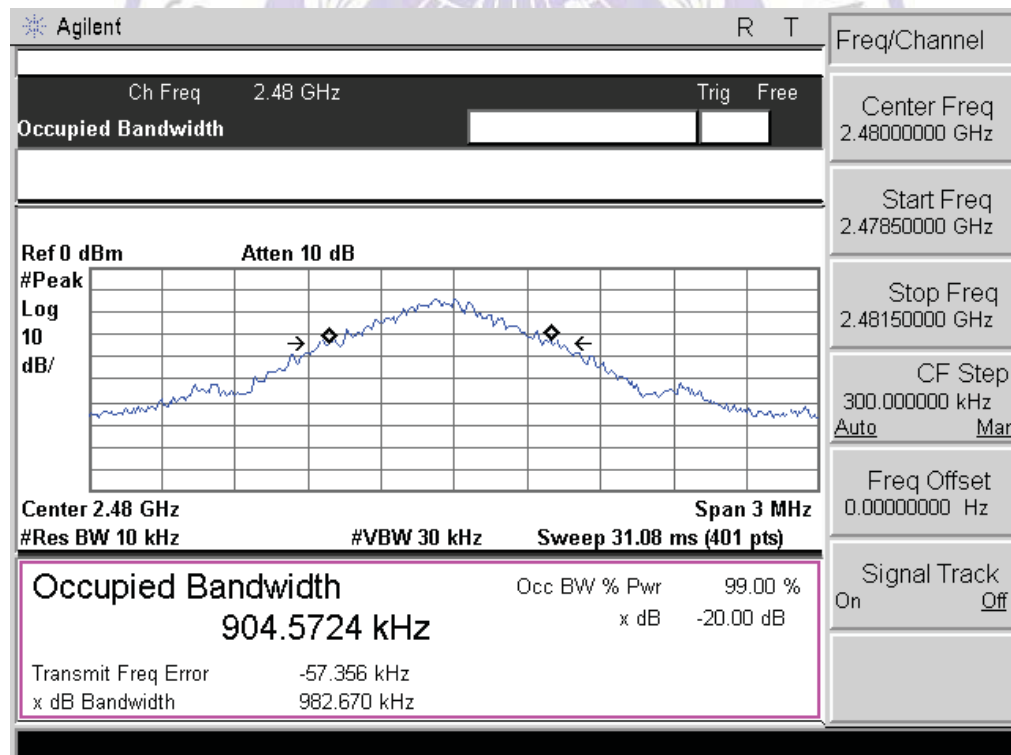 Agilent R T
Ch Freq 2.48 GHz Trig Free
Occupied Bandwidth
Ref 0 dBm Atten 10 dB
#Peak
Log
10
dB/
Center 2.48 GHz Span 3 MHz
#Res BW 10 kHz #VBW 30 kHz Sweep 31.08 ms (401 pts)
Occupied Bandwidth Occ BW % Pwr 99.00 %
904.5724 kHz x dB -20.00 dB
Transmit Freq Error -57.356 kHz
x dB Bandwidth 982.670 kHz
Freq/Channel
Center Freq
2.48000000 GHz
Start Freq
2.47850000 GHz
Stop Freq
2.48150000 GHz
CF Step
300.000000 kHz
Auto Mar
Freq Offset
0.00000000 Hz
Signal Track
On Off